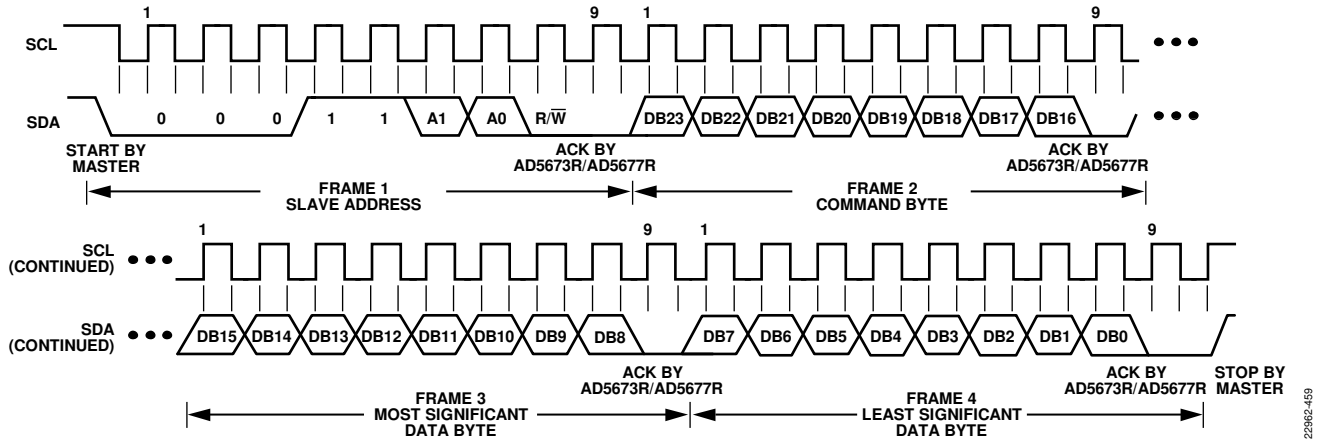 1 9 1 9
SCL
SDA
0 0 0 1 1 A1 A0 R/W̅ DB23 DB22 DB21 DB20 DB19 DB18 DB17 DB16
START BY
MASTER
ACK BY
AD5673R/AD5677R
ACK BY
AD5673R/AD5677R
FRAME 1
SLAVE ADDRESS
FRAME 2
COMMAND BYTE
1 9 1 9
SCL
(CONTINUED)
SDA
(CONTINUED)
DB15 DB14 DB13 DB12 DB11 DB10 DB9 DB8 DB7 DB6 DB5 DB4 DB3 DB2 DB1 DB0
ACK BY
AD5673R/AD5677R
ACK BY
AD5673R/AD5677R
STOP BY
MASTER
FRAME 3
MOST SIGNIFICANT
DATA BYTE
FRAME 4
LEAST SIGNIFICANT
DATA BYTE
22962-459